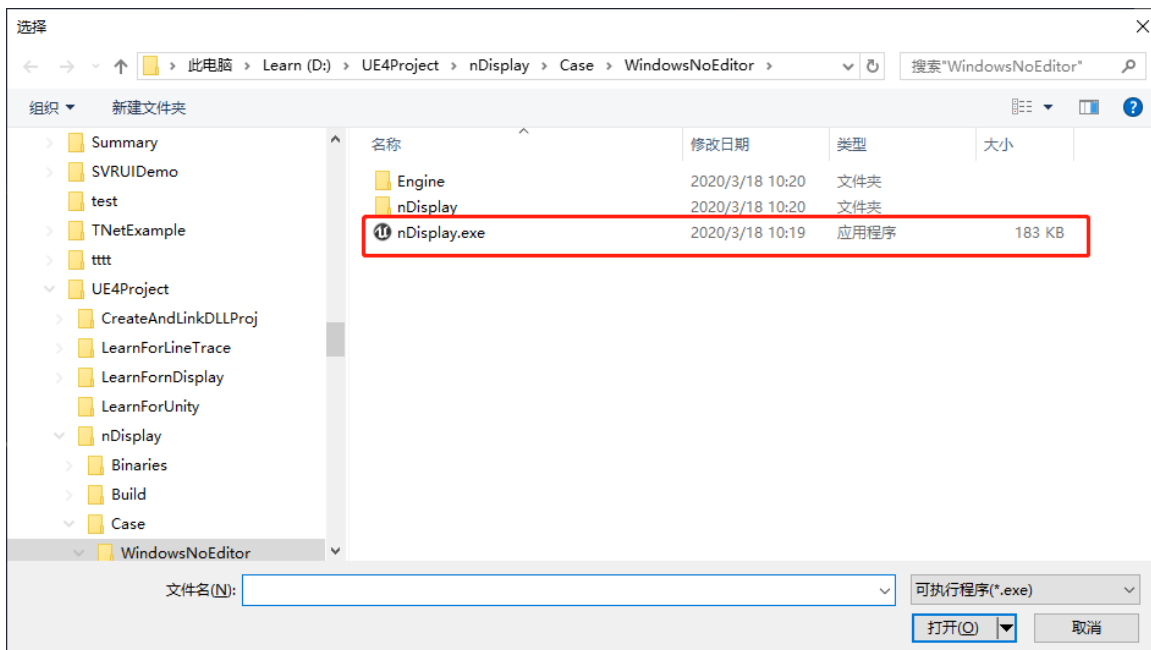 选择
此电脑 > Learn (D:) > UE4Project > nDisplay > Case > WindowsNoEditor >
搜索"WindowsNoEditor"
组织 新建文件夹
名称 修改日期 类型 大小
Summary
SVRUIDemo
test
TNetExample
tttt
UE4Project
CreateAndLinkDLLProj
LearnForLineTrace
LearnFornDisplay
LearnForUnity
nDisplay
Binaries
Build
Case
WindowsNoEditor
Engine 2020/3/18 10:20 文件夹
nDisplay 2020/3/18 10:20 文件夹
nDisplay.exe 2020/3/18 10:19 应用程序 183 KB
文件名(N):
可执行程序(*.exe)
打开(O) 取消